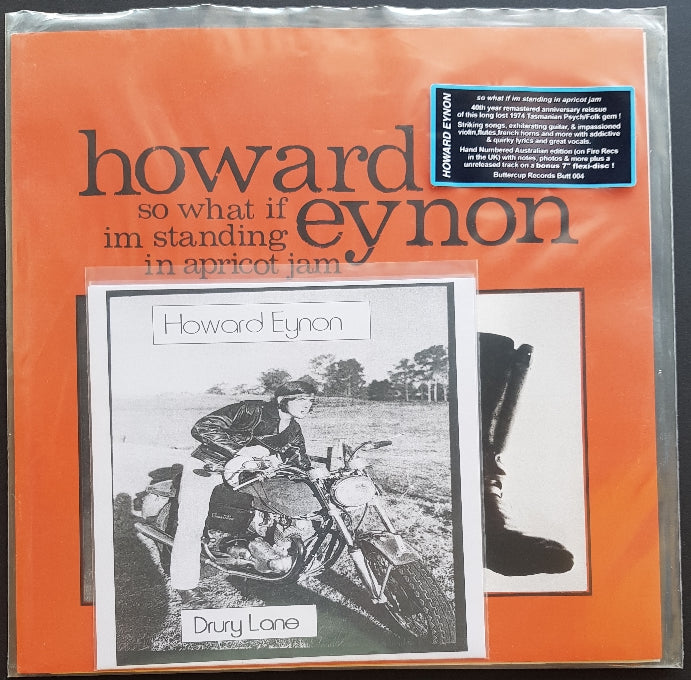 howard
so what if
im standing
eynon
in apricot jam
HOWARD EYNON
so what if im standing in apricot jam
40th year remastered anniversary reissue
of this long lost 1974 Tasmanian Psych/Folk gem !
Striking songs, exhilerating guitar, & impassioned
violin,flutes,french horns and more with addictive
& quirky lyrics and great vocals.
Hand Numbered Australian edition (on Fire Recs
in the UK) with notes, photos & more plus a
unreleased track on a bonus 7" flexi-disc !
Buttercup Records Butt 004
Howard Eynon
Drury Lane